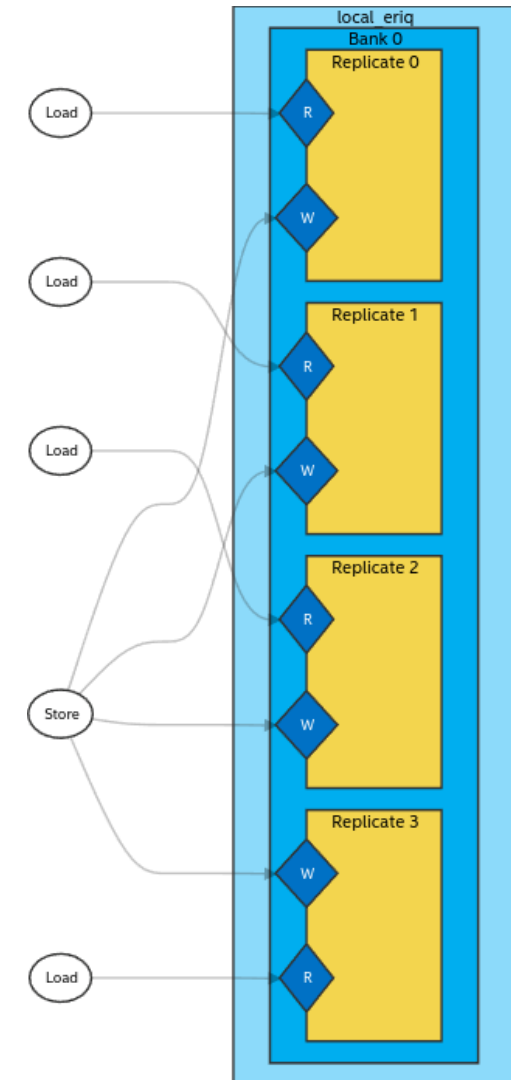 local_eriq
Bank 0
Replicate 0
Load
R
W
Load
Replicate 1
R
Load
W
Replicate 2
R
Store
W
Replicate 3
W
Load
R